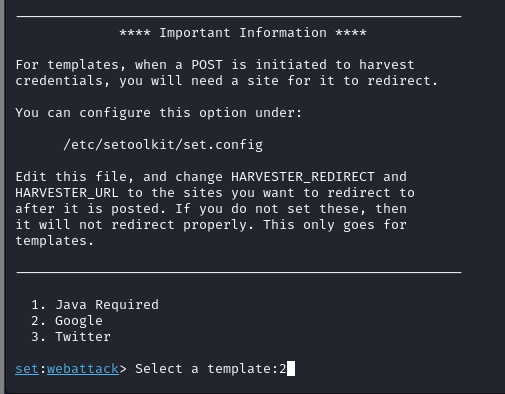 **** Important Information ****
For templates, when a POST is initiated to harvest
credentials, you will need a site for it to redirect.
You can configure this option under:
/etc/setoolkit/set.config
Edit this file, and change HARVESTER_REDIRECT and
HARVESTER_URL to the sites you want to redirect to
after it is posted. If you do not set these, then
it will not redirect properly. This only goes for
templates.
1. Java Required
2. Google
3. Twitter
set:webattack> Select a template:2